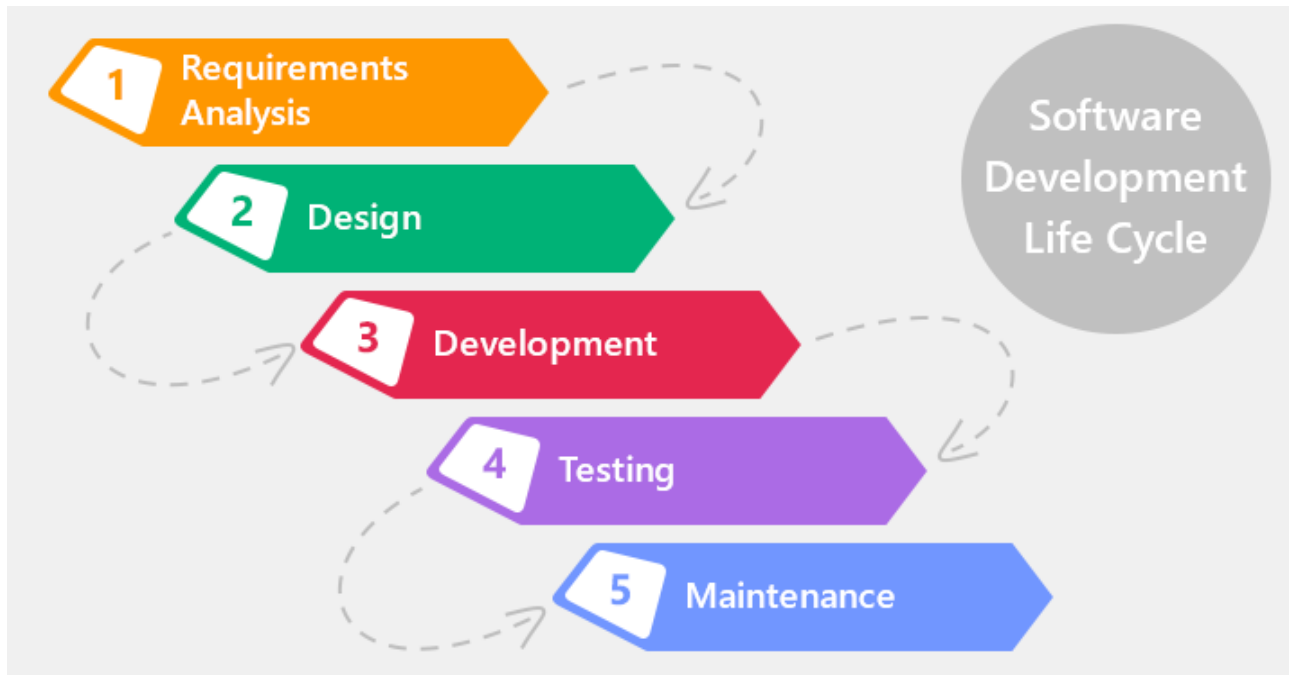 1
Requirements
Analysis
2
Design
3
Development
4
Testing
5
Maintenance
Software
Development
Life Cycle